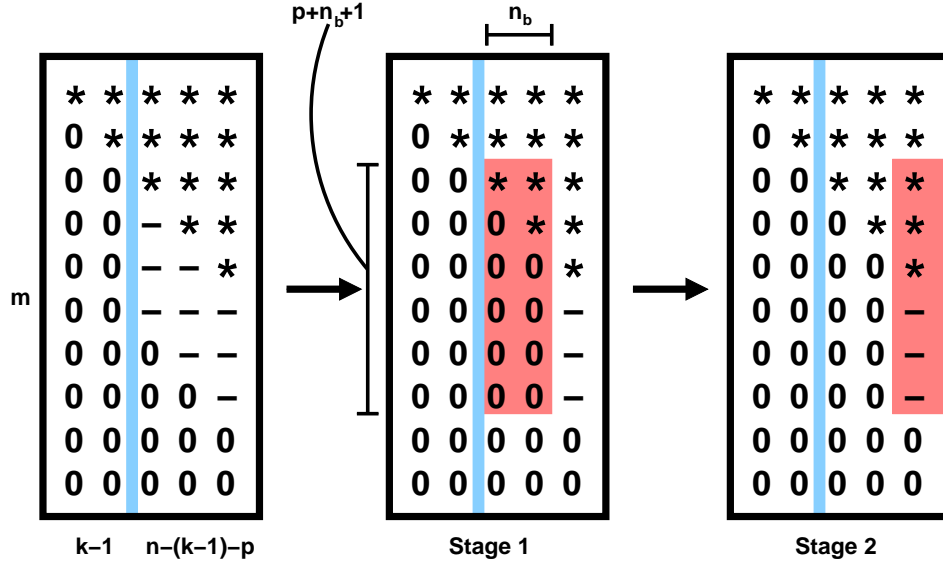 p+n_b+1
n_b
* * * * *
0 * * * *
0 0 * * *
0 0 – * *
0 0 – – *
0 0 – – –
0 0 0 – –
0 0 0 0 –
0 0 0 0 0
0 0 0 0 0
m
k–1 n–(k–1)–p
* * * * *
0 * * * *
0 0 * * *
0 0 0 * *
0 0 0 0 *
0 0 0 0 –
0 0 0 0 –
0 0 0 0 –
0 0 0 0 0
0 0 0 0 0
Stage 1
* * * * *
0 * * * *
0 0 * * *
0 0 0 * *
0 0 0 0 *
0 0 0 0 –
0 0 0 0 –
0 0 0 0 –
0 0 0 0 0
0 0 0 0 0
Stage 2